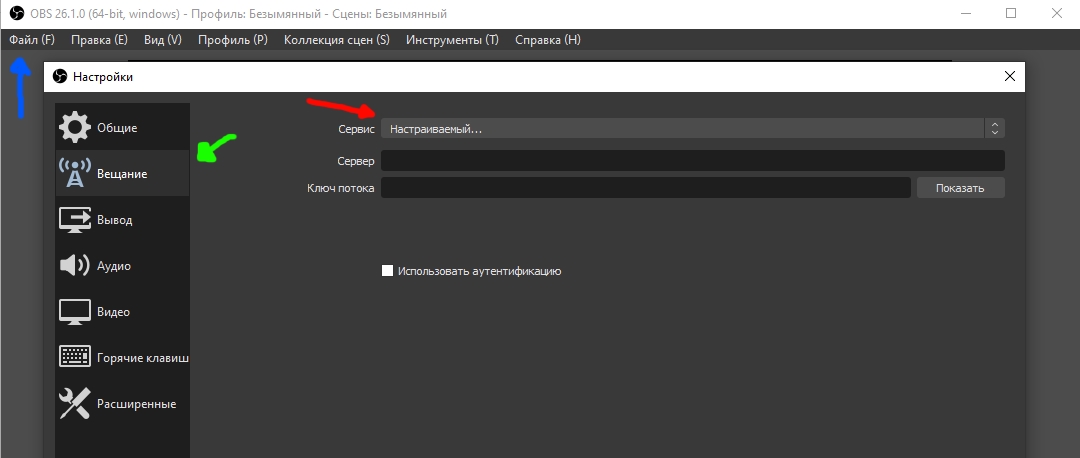 OBS 26.1.0 (64-bit, windows) - Профиль: Безымянный - Сцены: Безымянный
Файл (F) Правка (E) Вид (V) Профиль (P) Коллекция сцен (S) Инструменты (T) Справка (H)
Настройки
Общие
Вещание
Вывод
Аудио
Видео
Горячие клавиш
Расширенные
Сервис Настраиваемый...
Сервер
Ключ потока Показать
Использовать аутентификацию